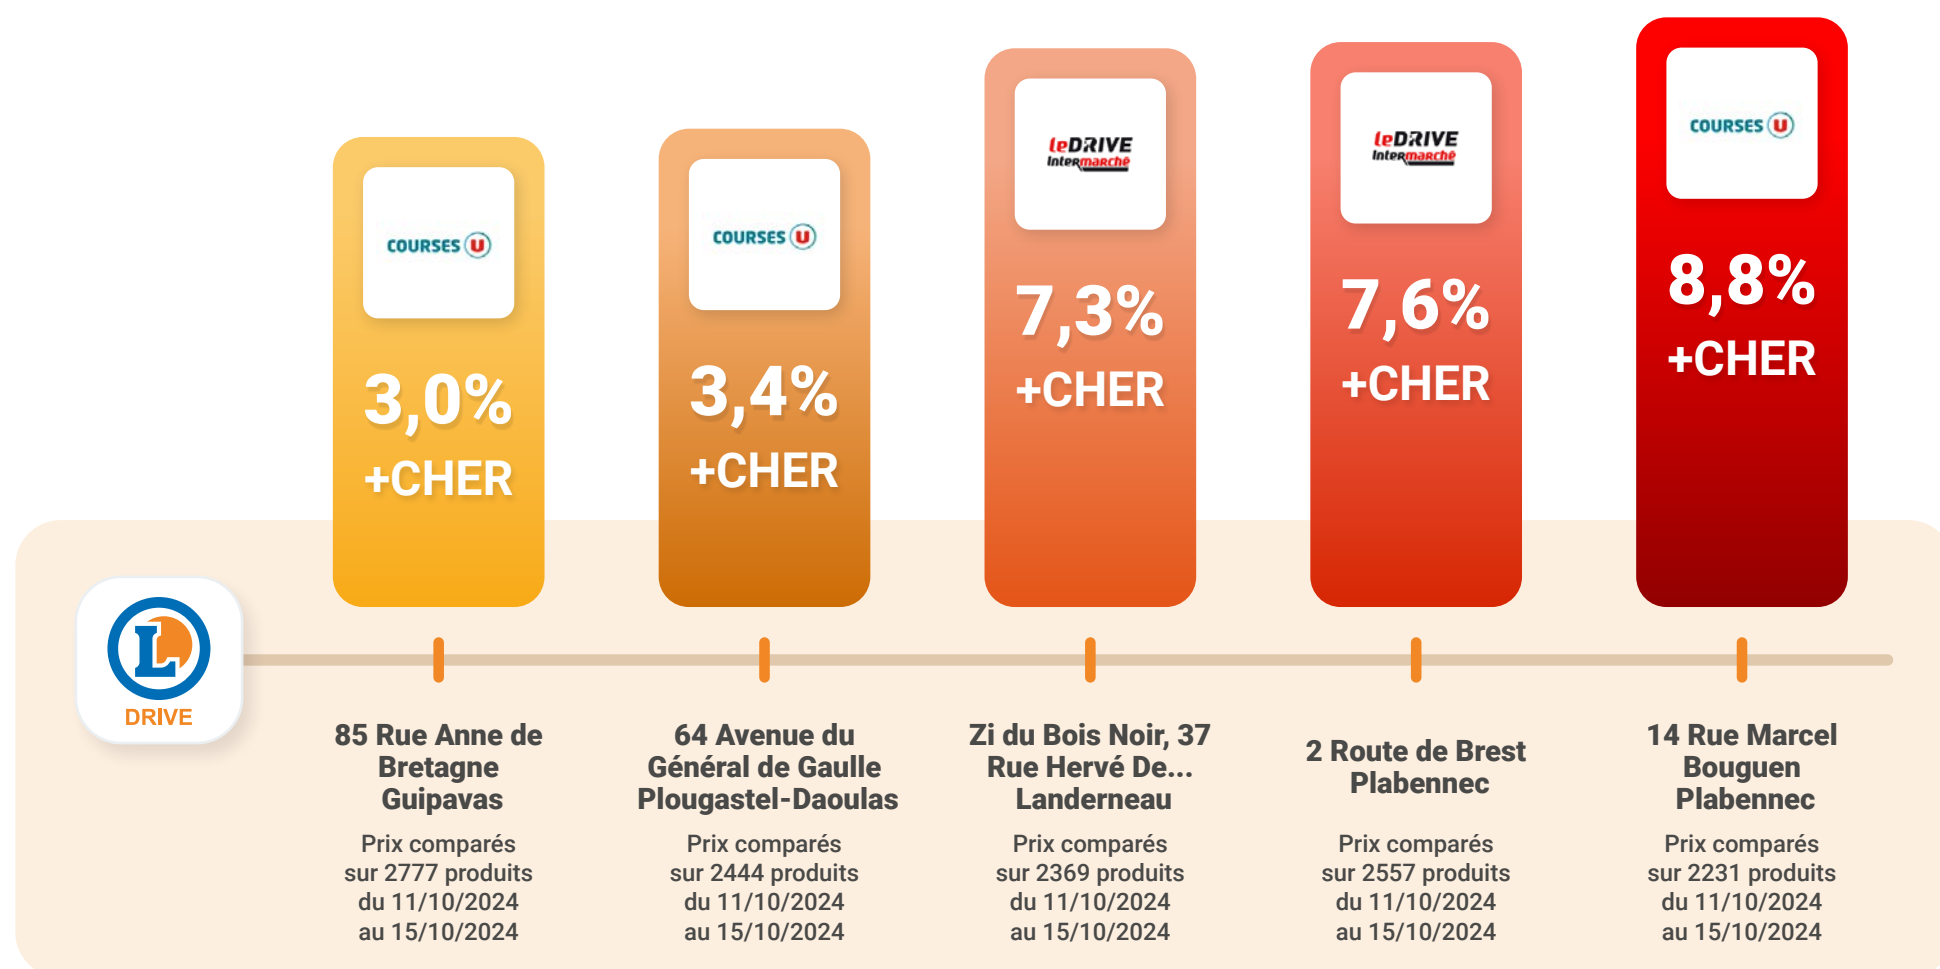 COURSES U
3,0%
+CHER
COURSES U
3,4%
+CHER
leDRIVE
Intermarché
7,3%
+CHER
leDRIVE
Intermarché
7,6%
+CHER
COURSES U
8,8%
+CHER
L
DRIVE
85 Rue Anne de
Bretagne
Guipavas
Prix comparés
sur 2777 produits
du 11/10/2024
au 15/10/2024
64 Avenue du
Général de Gaulle
Plougastel-Daoulas
Prix comparés
sur 2444 produits
du 11/10/2024
au 15/10/2024
Zi du Bois Noir, 37
Rue Hervé De...
Landerneau
Prix comparés
sur 2369 produits
du 11/10/2024
au 15/10/2024
2 Route de Brest
Plabennec
Prix comparés
sur 2557 produits
du 11/10/2024
au 15/10/2024
14 Rue Marcel
Bouguen
Plabennec
Prix comparés
sur 2231 produits
du 11/10/2024
au 15/10/2024